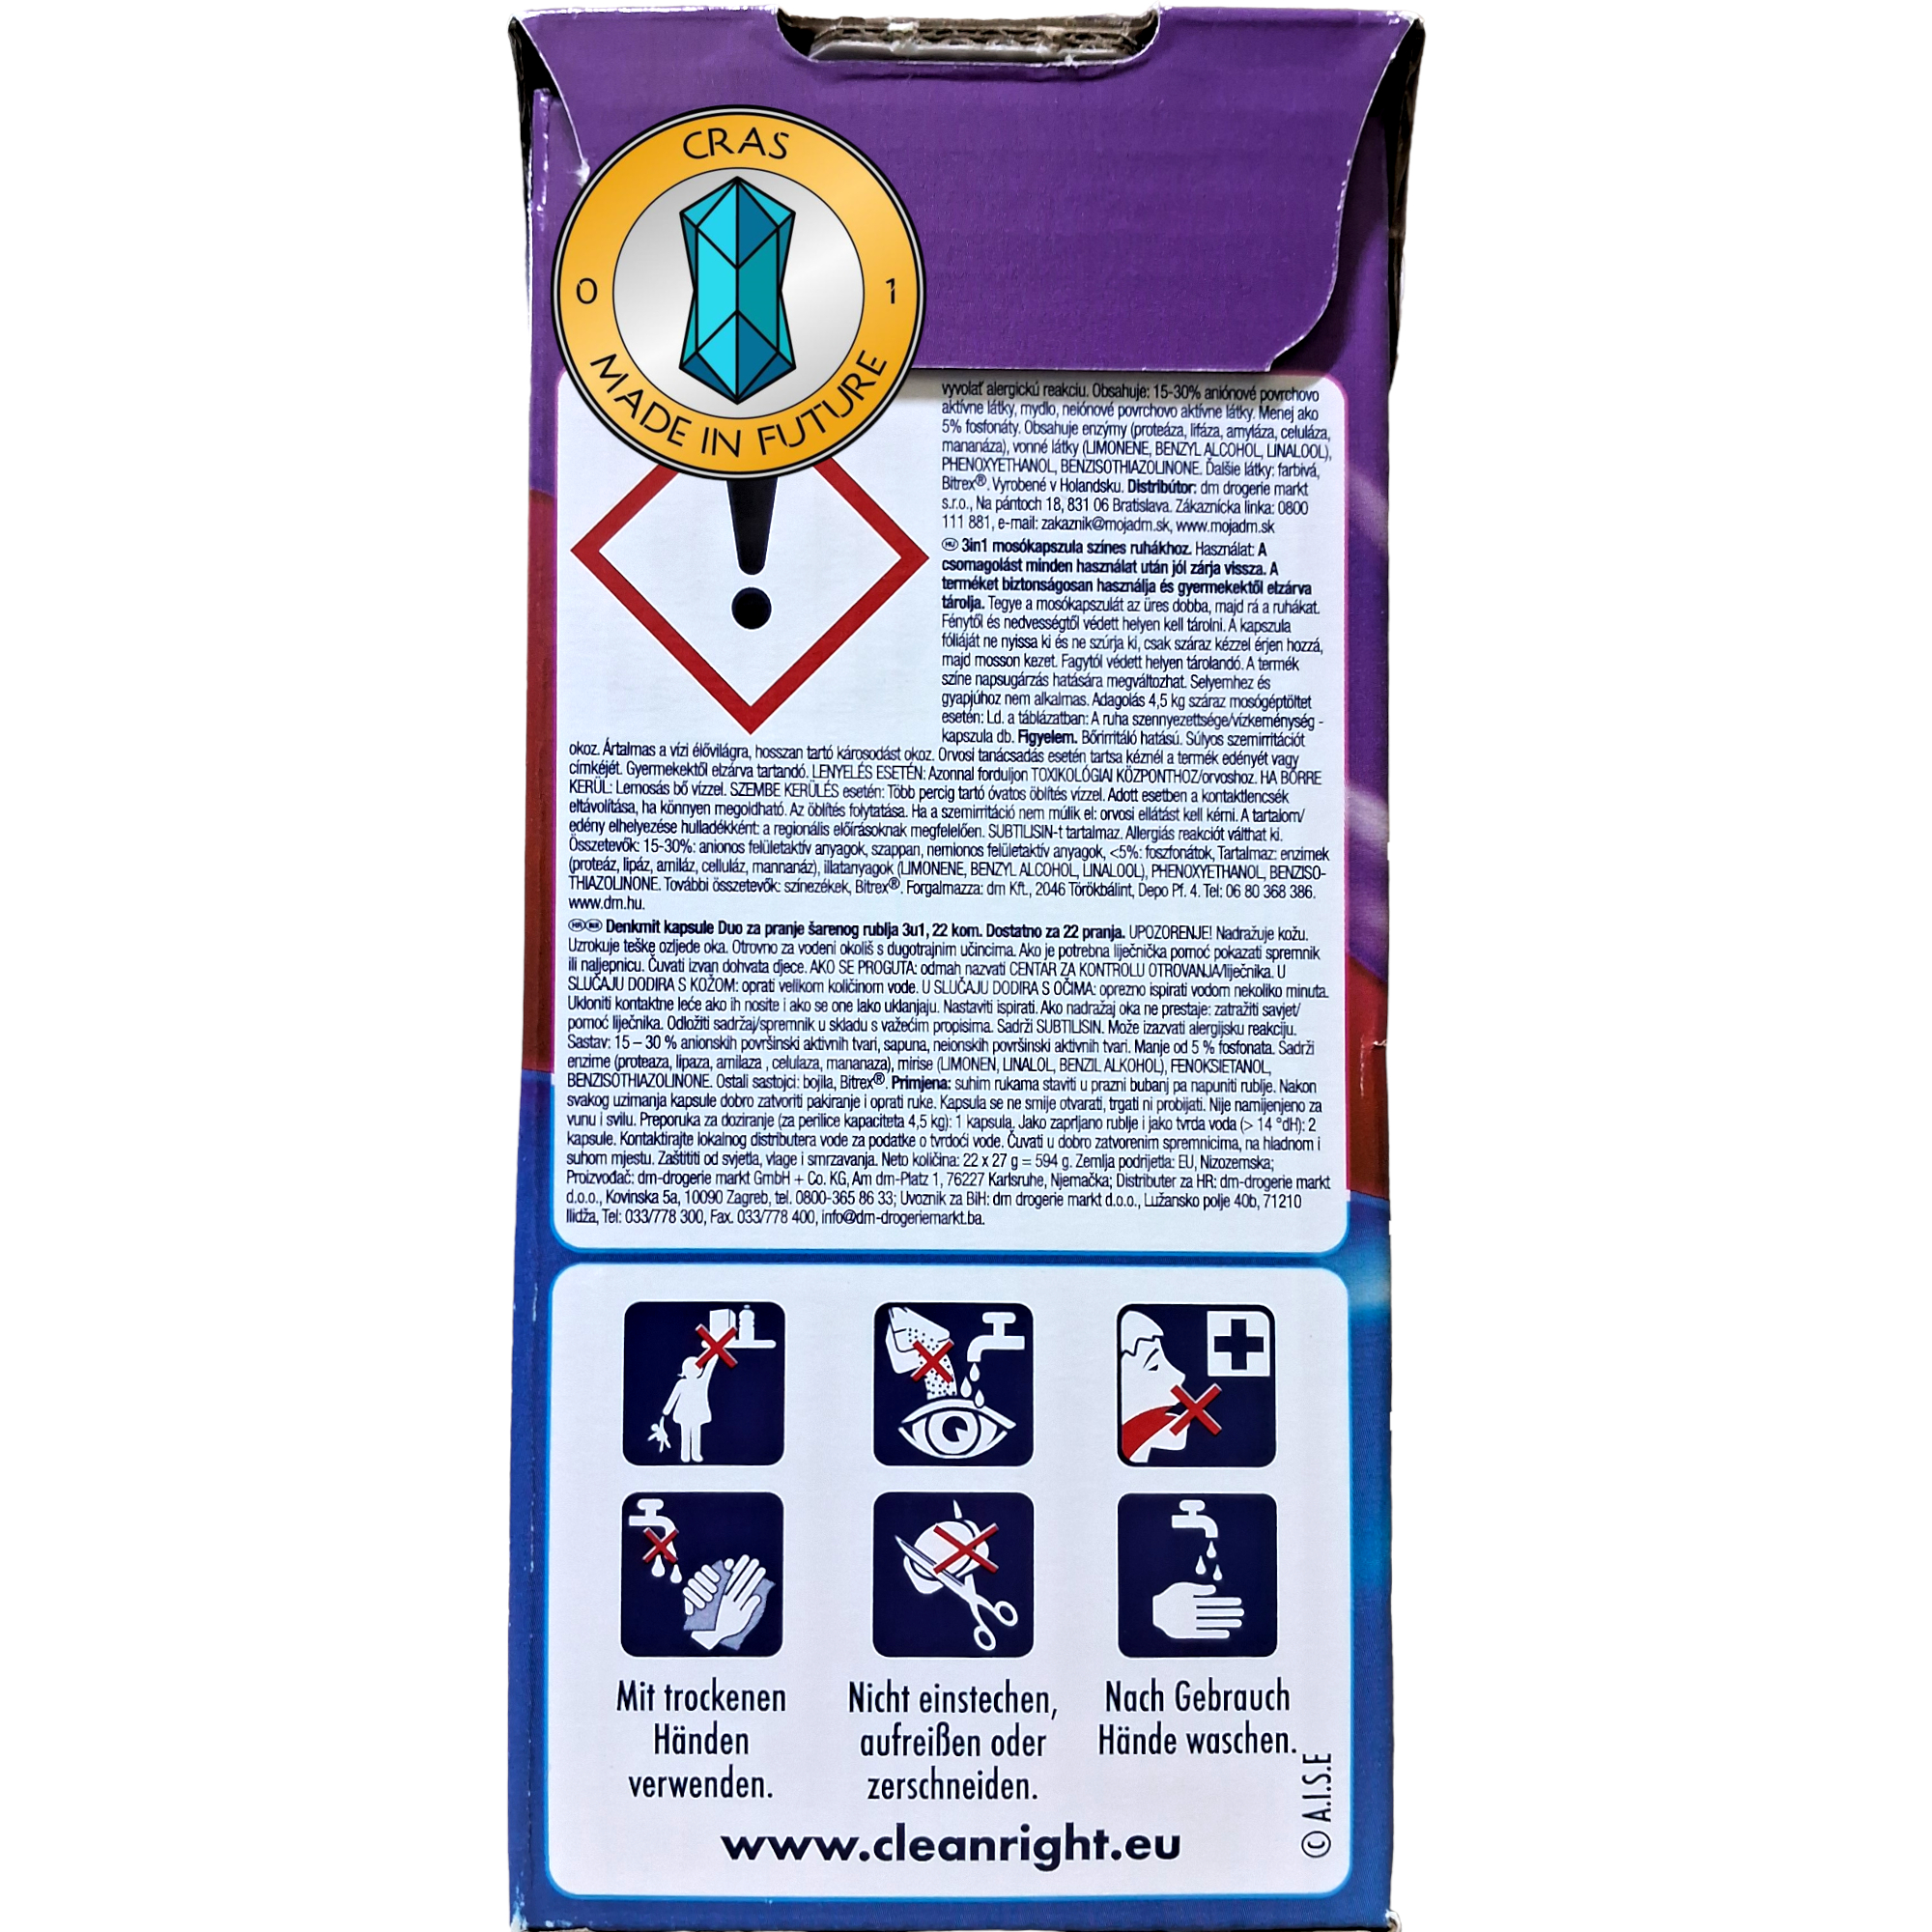 CRAS
0 1
MADE IN FUTURE
vyvolať alergickú reakciu. Obsahuje: 15-30% aniónové povrchovo
aktívne látky, mydlo, neiónové povrchovo aktívne látky. Menej ako
5% fosfonáty. Obsahuje enzýmy (proteáza, lifáza, amyláza, celuláza,
mananáza), vonné látky (LIMONENE, BENZYL ALCOHOL, LINALOOL),
PHENOXYETHANOL, BENZISOTHIAZOLINONE. Ďalšie látky: farbivá,
Bitrex®. Vyrobené v Holandsku. Distribútor: dm drogerie markt
s.r.o., Na pántoch 18, 831 06 Bratislava. Zákaznícka linka: 0800
111 881, e-mail: zakaznik@mojadm.sk, www.mojadm.sk
HU 3in1 mosókapszula színes ruhákhoz. Használat: A
csomagolást minden használat után jól zárja vissza. A
terméket biztonságosan használja és gyermekektől elzárva
tárolja. Tegye a mosókapszulát az üres dobba, majd rá a ruhákat.
Fénytől és nedvességtől védett helyen kell tárolni. A kapszula
fóliáját ne nyissa ki és ne szúrja ki, csak száraz kézzel érjen hozzá,
majd mosson kezet. Fagytól védett helyen tárolandó. A termék
színe napsugárzás hatására megváltozhat. Selyemhez és
gyapjúhoz nem alkalmas. Adagolás 4,5 kg száraz mosógéptöltet
esetén: Ld. a táblázatban: A ruha szennyezettsége/vízkeménység -
kapszula db. Figyelem. Bőrirritáló hatású. Súlyos szemirritációt
okoz. Ártalmas a vízi élővilágra, hosszan tartó károsodást okoz. Orvosi tanácsadás esetén tartsa kéznél a termék edényét vagy
címkéjét. Gyermekektől elzárva tartandó. LENYELÉS ESETÉN: Azonnal forduljon TOXIKOLÓGIAI KÖZPONTHOZ/orvoshoz. HA BŐRRE
KERÜL: Lemosás bő vízzel. SZEMBE KERÜLÉS esetén: Több percig tartó óvatos öblítés vízzel. Adott esetben a kontaktlencsék
eltávolítása, ha könnyen megoldható. Az öblítés folytatása. Ha a szemirritáció nem múlik el: orvosi ellátást kell kérni. A tartalom/
edény elhelyezése hulladékként: a regionális előírásoknak megfelelően. SUBTILISIN-t tartalmaz. Allergiás reakciót válthat ki.
Összetevők: 15-30%: anionos felületaktív anyagok, szappan, nemionos felületaktív anyagok, <5%: foszfonátok, Tartalmaz: enzimek
(proteáz, lipáz, amiláz, celluláz, mannanáz), illatanyagok (LIMONENE, BENZYL ALCOHOL, LINALOOL), PHENOXYETHANOL, BENZISO-
THIAZOLINONE. További összetevők: színezékek, Bitrex®. Forgalmazza: dm Kft., 2046 Törökbálint, Depo Pf. 4. Tel: 06 80 368 386.
www.dm.hu.
HR BIH Denkmit kapsule Duo za pranje šarenog rublja 3u1, 22 kom. Dostatno za 22 pranja. UPOZORENJE! Nadražuje kožu.
Uzrokuje teške ozljede oka. Otrovno za vodeni okoliš s dugotrajnim učincima. Ako je potrebna liječnička pomoć pokazati spremnik
ili naljepnicu. Čuvati izvan dohvata djece. AKO SE PROGUTA: odmah nazvati CENTAR ZA KONTROLU OTROVANJA/liječnika. U
SLUČAJU DODIRA S KOŽOM: oprati velikom količinom vode. U SLUČAJU DODIRA S OČIMA: oprezno ispirati vodom nekoliko minuta.
Ukloniti kontaktne leće ako ih nosite i ako se one lako uklanjaju. Nastaviti ispirati. Ako nadražaj oka ne prestaje: zatražiti savjet/
pomoć liječnika. Odložiti sadržaj/spremnik u skladu s važećim propisima. Sadrži SUBTILISIN. Može izazvati alergijsku reakciju.
Sastav: 15 – 30 % anionskih površinski aktivnih tvari, sapuna, neionskih površinski aktivnih tvari. Manje od 5 % fosfonata. Sadrži
enzime (proteaza, lipaza, amilaza , celulaza, mananaza), mirise (LIMONEN, LINALOL, BENZIL ALKOHOL), FENOKSIETANOL,
BENZISOTHIAZOLINONE. Ostali sastojci: bojila, Bitrex®. Primjena: suhim rukama staviti u prazni bubanj pa napuniti rublje. Nakon
svakog uzimanja kapsule dobro zatvoriti pakiranje i oprati ruke. Kapsula se ne smije otvarati, trgati ni probijati. Nije namijenjeno za
vunu i svilu. Preporuka za doziranje (za perilice kapaciteta 4,5 kg): 1 kapsula. Jako zaprljano rublje i jako tvrda voda (> 14 °dH): 2
kapsule. Kontaktirajte lokalnog distributera vode za podatke o tvrdoći vode. Čuvati u dobro zatvorenim spremnicima, na hladnom i
suhom mjestu. Zaštititi od svjetla, vlage i smrzavanja. Neto količina: 22 x 27 g = 594 g. Zemlja podrijetla: EU, Nizozemska;
Proizvođač: dm-drogerie markt GmbH + Co. KG, Am dm-Platz 1, 76227 Karlsruhe, Njemačka; Distributer za HR: dm-drogerie markt
d.o.o., Kovinska 5a, 10090 Zagreb, tel. 0800-365 86 33; Uvoznik za BiH: dm drogerie markt d.o.o., Lužansko polje 40b, 71210
Ilidža, Tel: 033/778 300, Fax. 033/778 400, info@dm-drogeriemarkt.ba.
Mit trockenen
Händen
verwenden.
Nicht einstechen,
aufreißen oder
zerschneiden.
Nach Gebrauch
Hände waschen.
www.cleanright.eu
© A.I.S.E